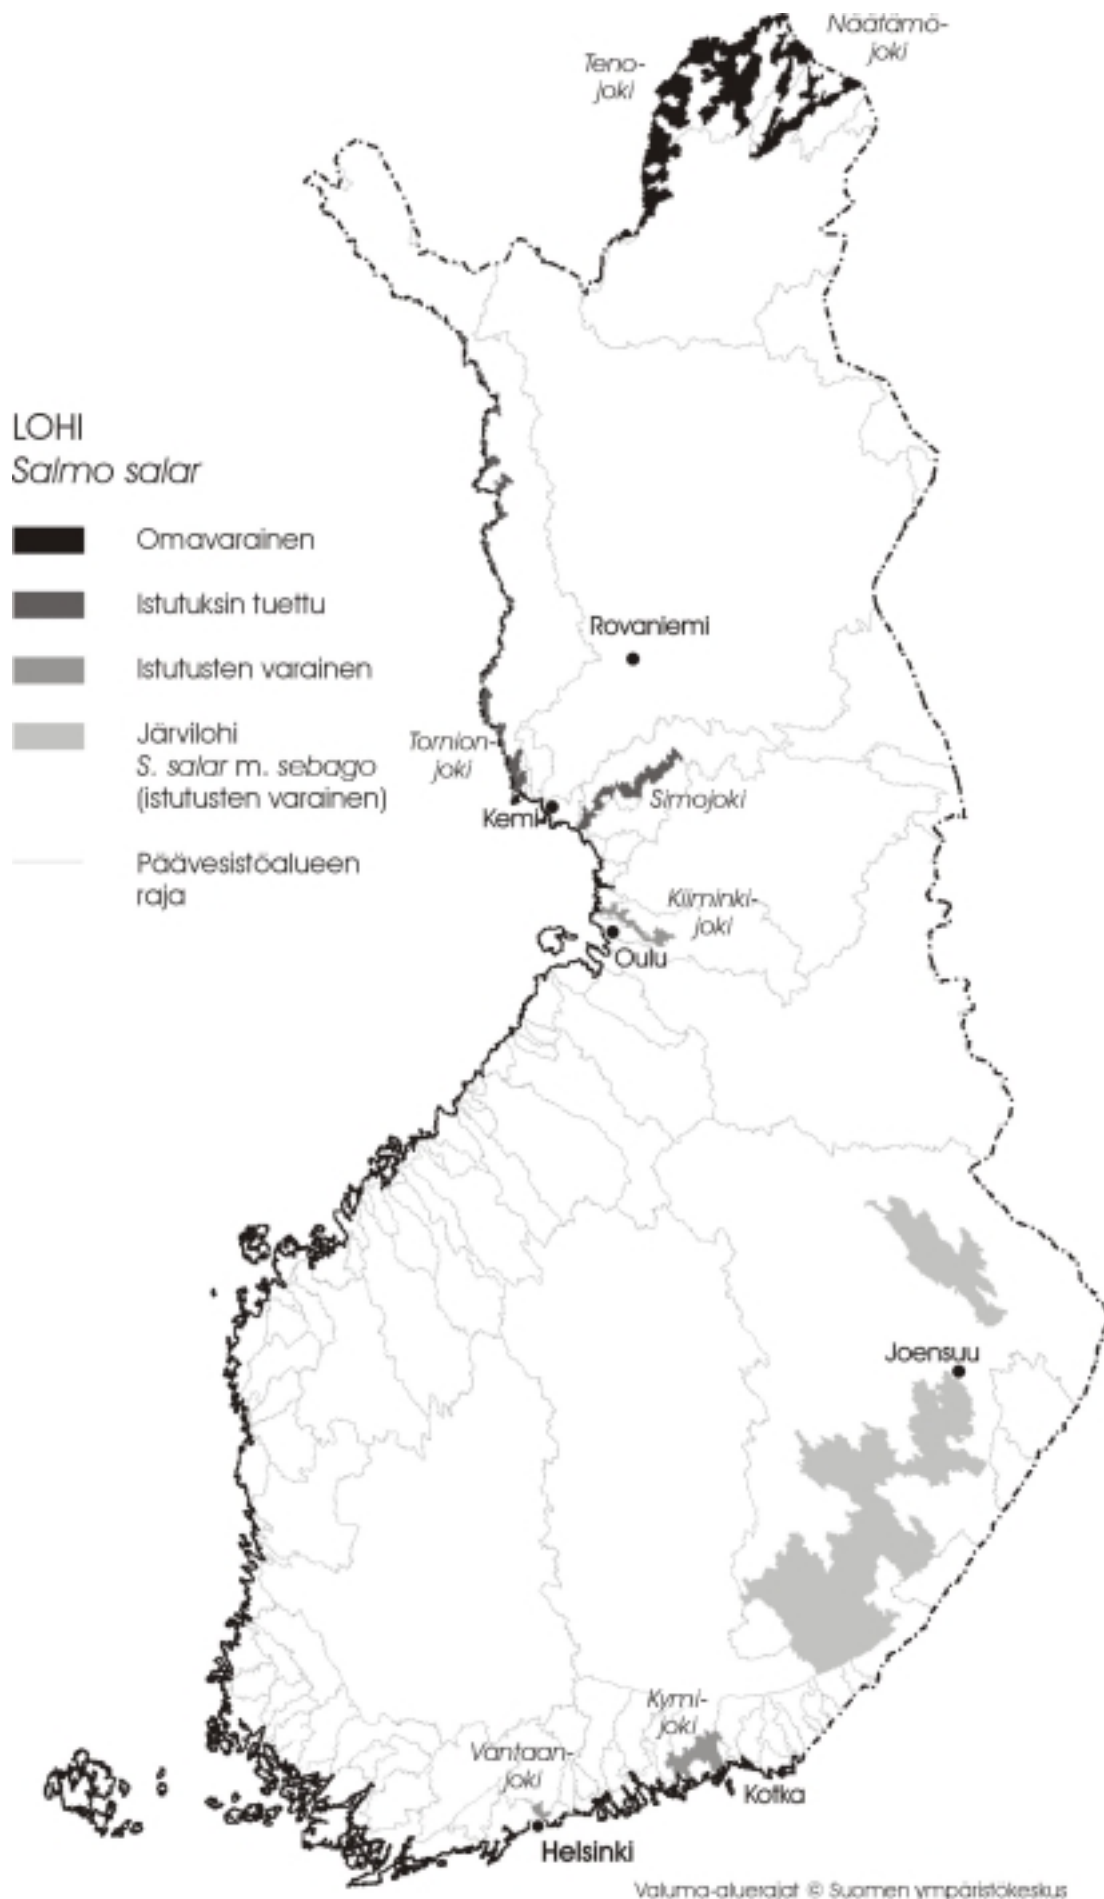 Näätämö-
joki
Teno-
joki
LOHI
Salmo salar
Omavarainen
Istutuksin tuettu
Istutusten varainen
Järvilohi
S. salar m. sebago
(istutusten varainen)
Päävesistöalueen
raja
Rovaniemi
Tornion-
joki
Simojoki
Kemi
Kiiminki-
joki
Oulu
Joensuu
Kymi-
joki
Vantaan-
joki
Kotka
Helsinki
Valuma-aluerajat © Suomen ympäristökeskus